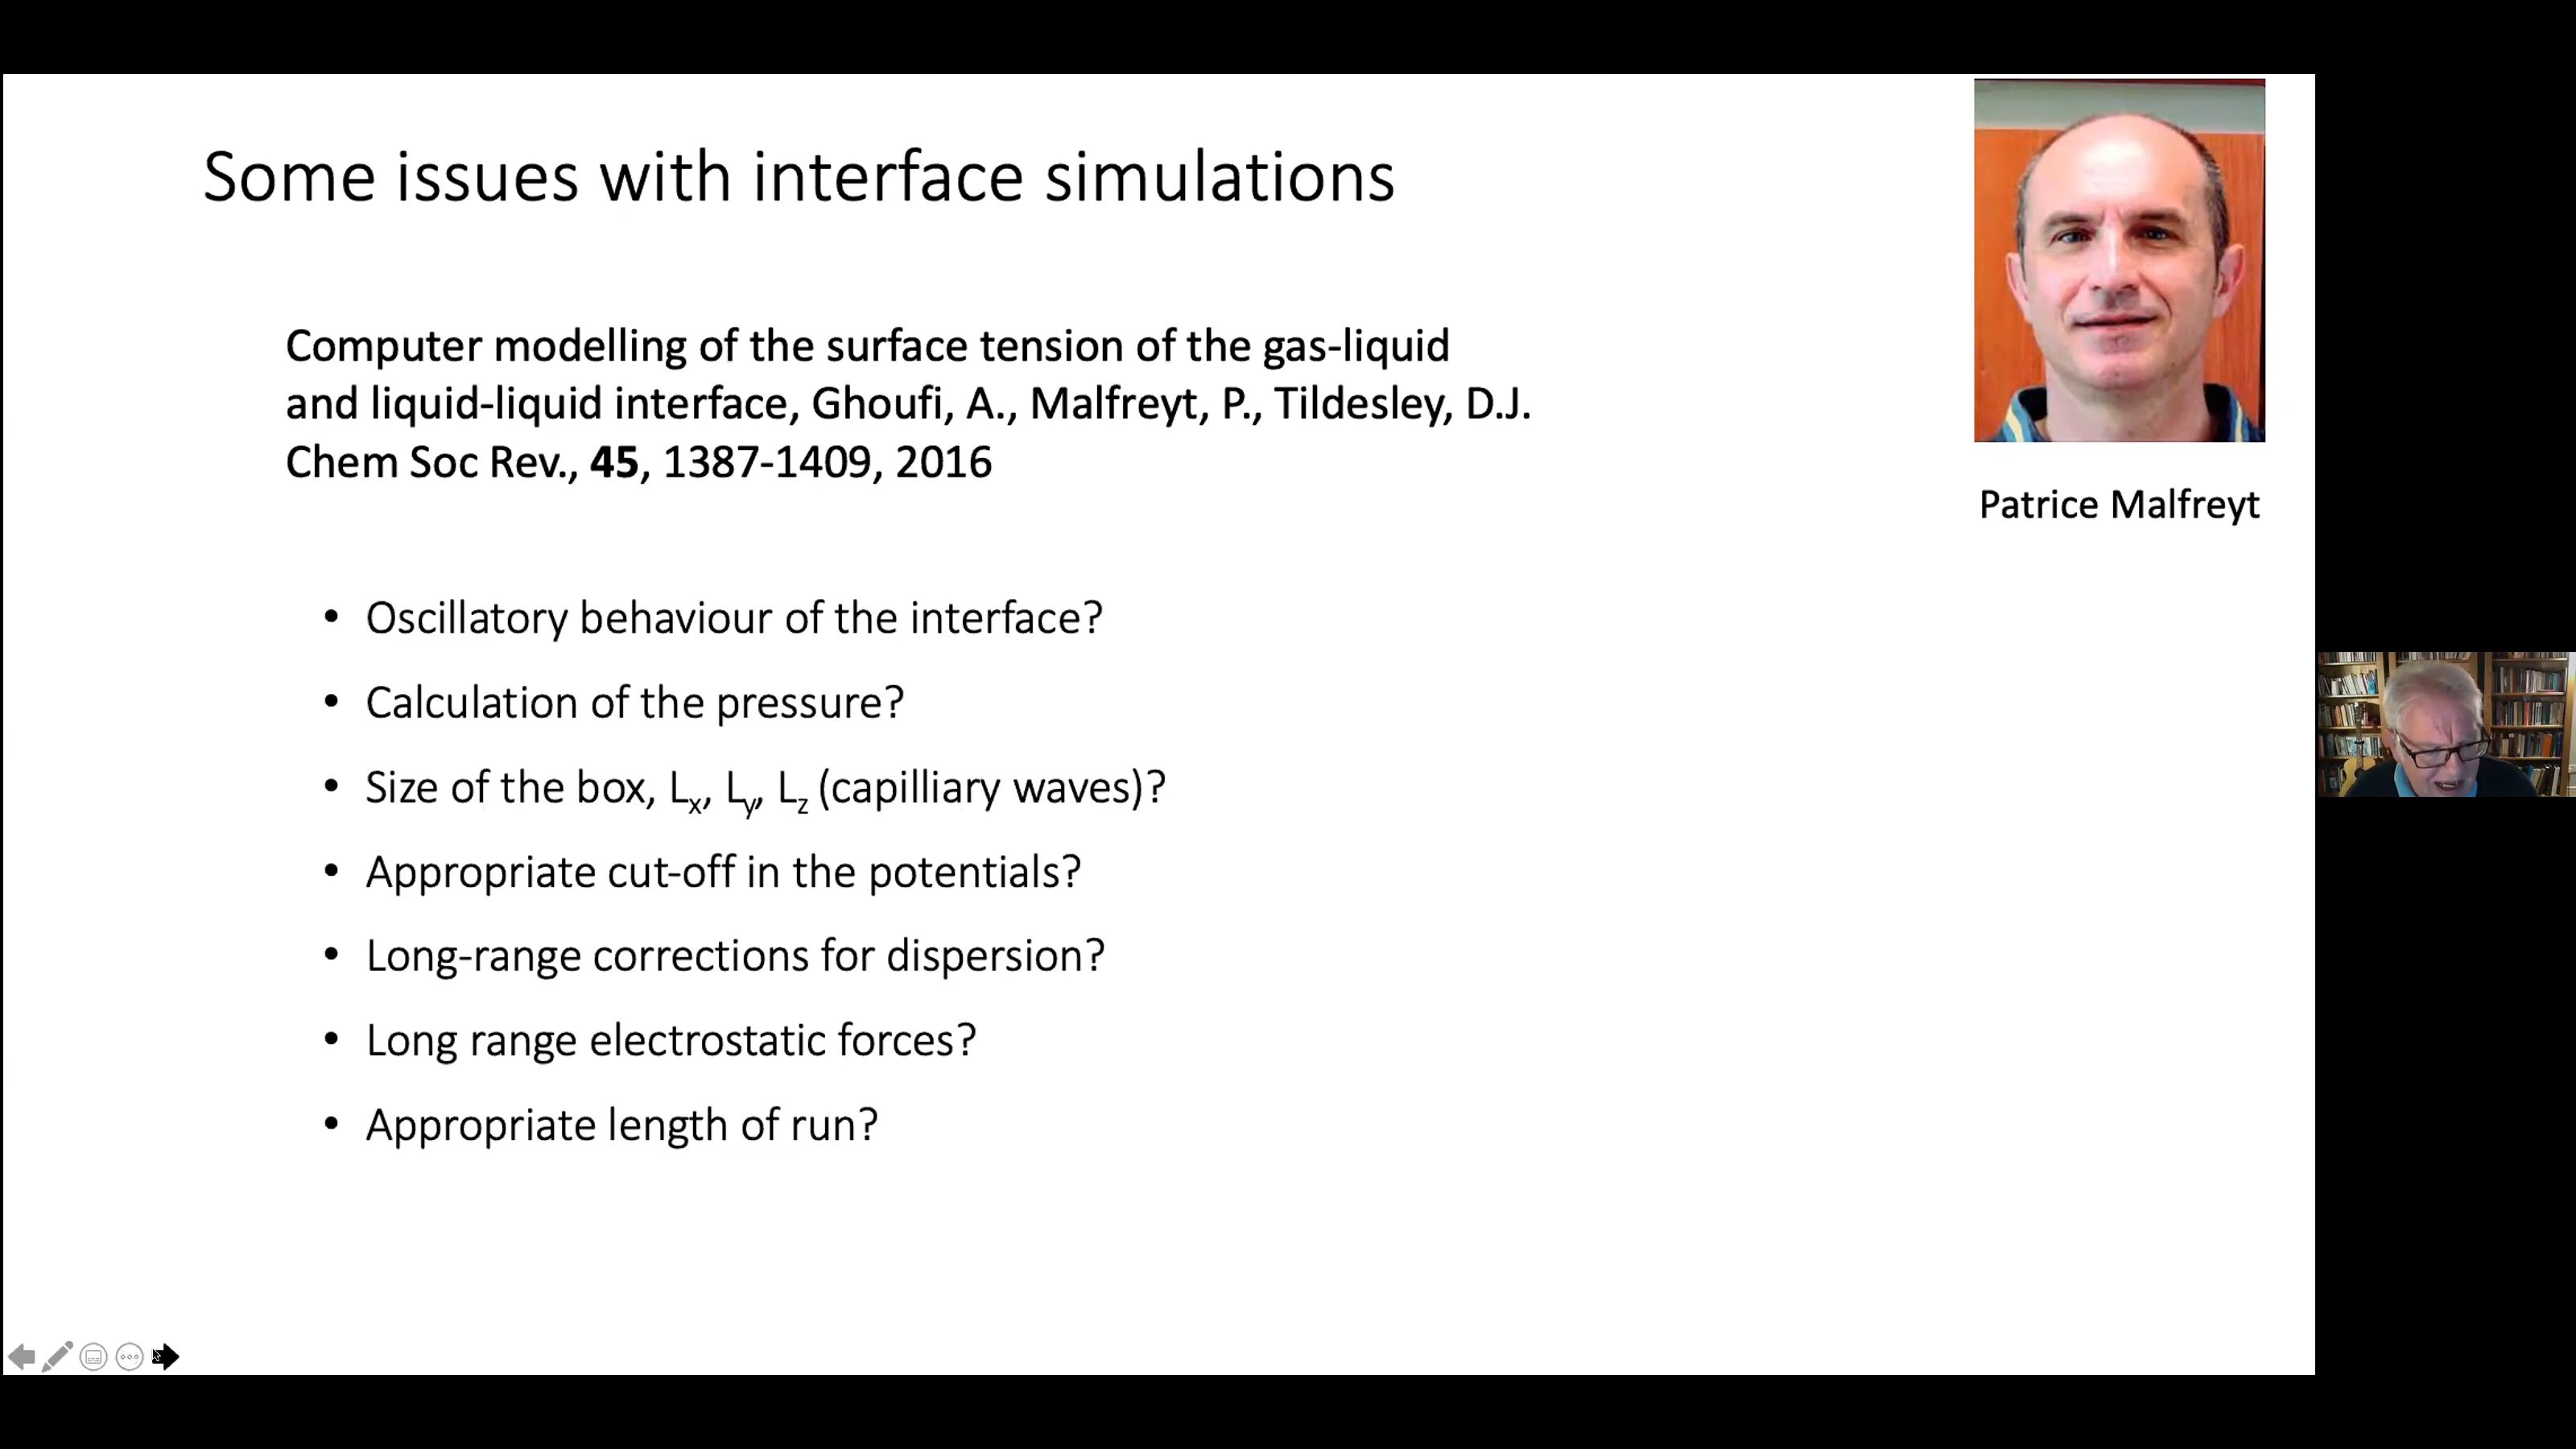 Some issues with interface simulations
Computer modelling of the surface tension of the gas-liquid
and liquid-liquid interface, Ghoufi, A., Malfreyt, P., Tildesley, D.J.
Chem Soc Rev., 45, 1387-1409, 2016
Patrice Malfreyt
• Oscillatory behaviour of the interface?
• Calculation of the pressure?
• Size of the box, Lx, Ly, Lz (capilliary waves)?
• Appropriate cut-off in the potentials?
• Long-range corrections for dispersion?
• Long range electrostatic forces?
• Appropriate length of run?